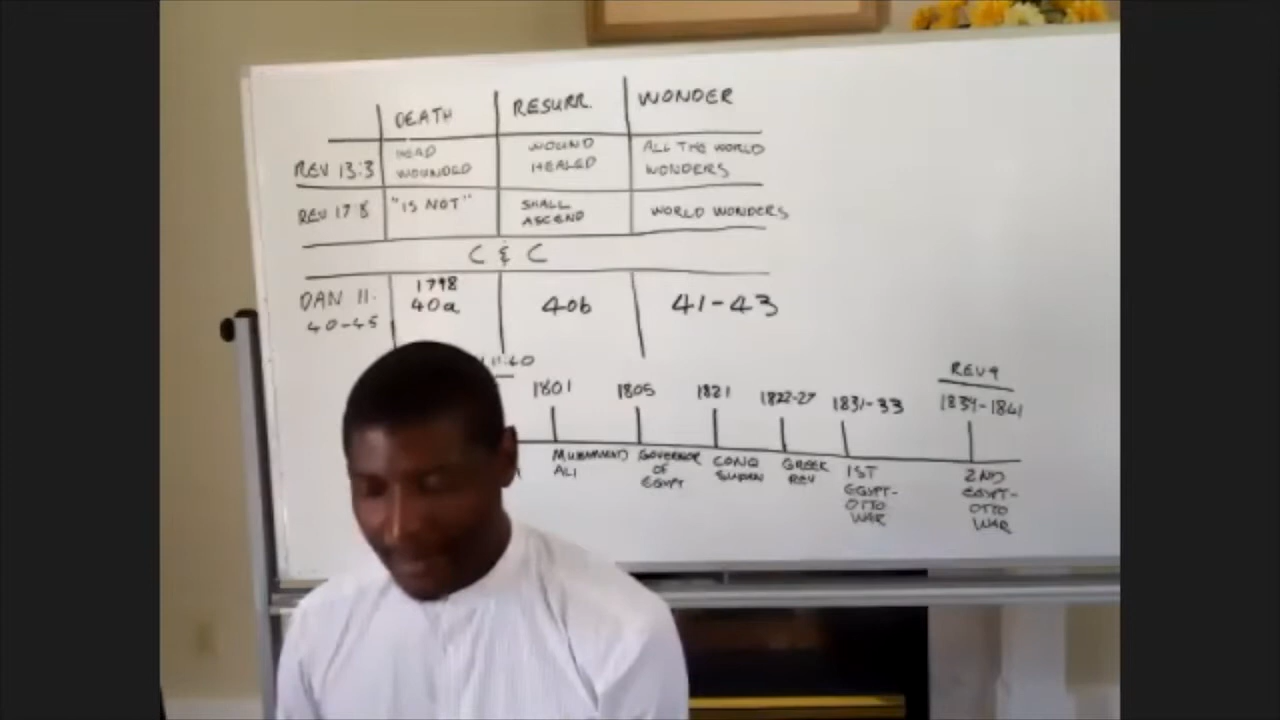 DEATH RESURR. WONDER
REV 13:3 HEAD WOUNDED WOUND HEALED ALL THE WORLD WONDERS
REV 17:8 "IS NOT" SHALL ASCEND WORLD WONDERS
C & C
DAN 11: 40-45 1798 40a 40b 41-43
11:40
REV 9
1801 1805 1821 1822-27 1831-33 1839-1841
MUHAMMAD ALI
GOVERNOR OF EGYPT
CONQ SUDAN
GREEK REV
1ST EGYPT-OTTO WAR
2ND EGYPT-OTTO WAR